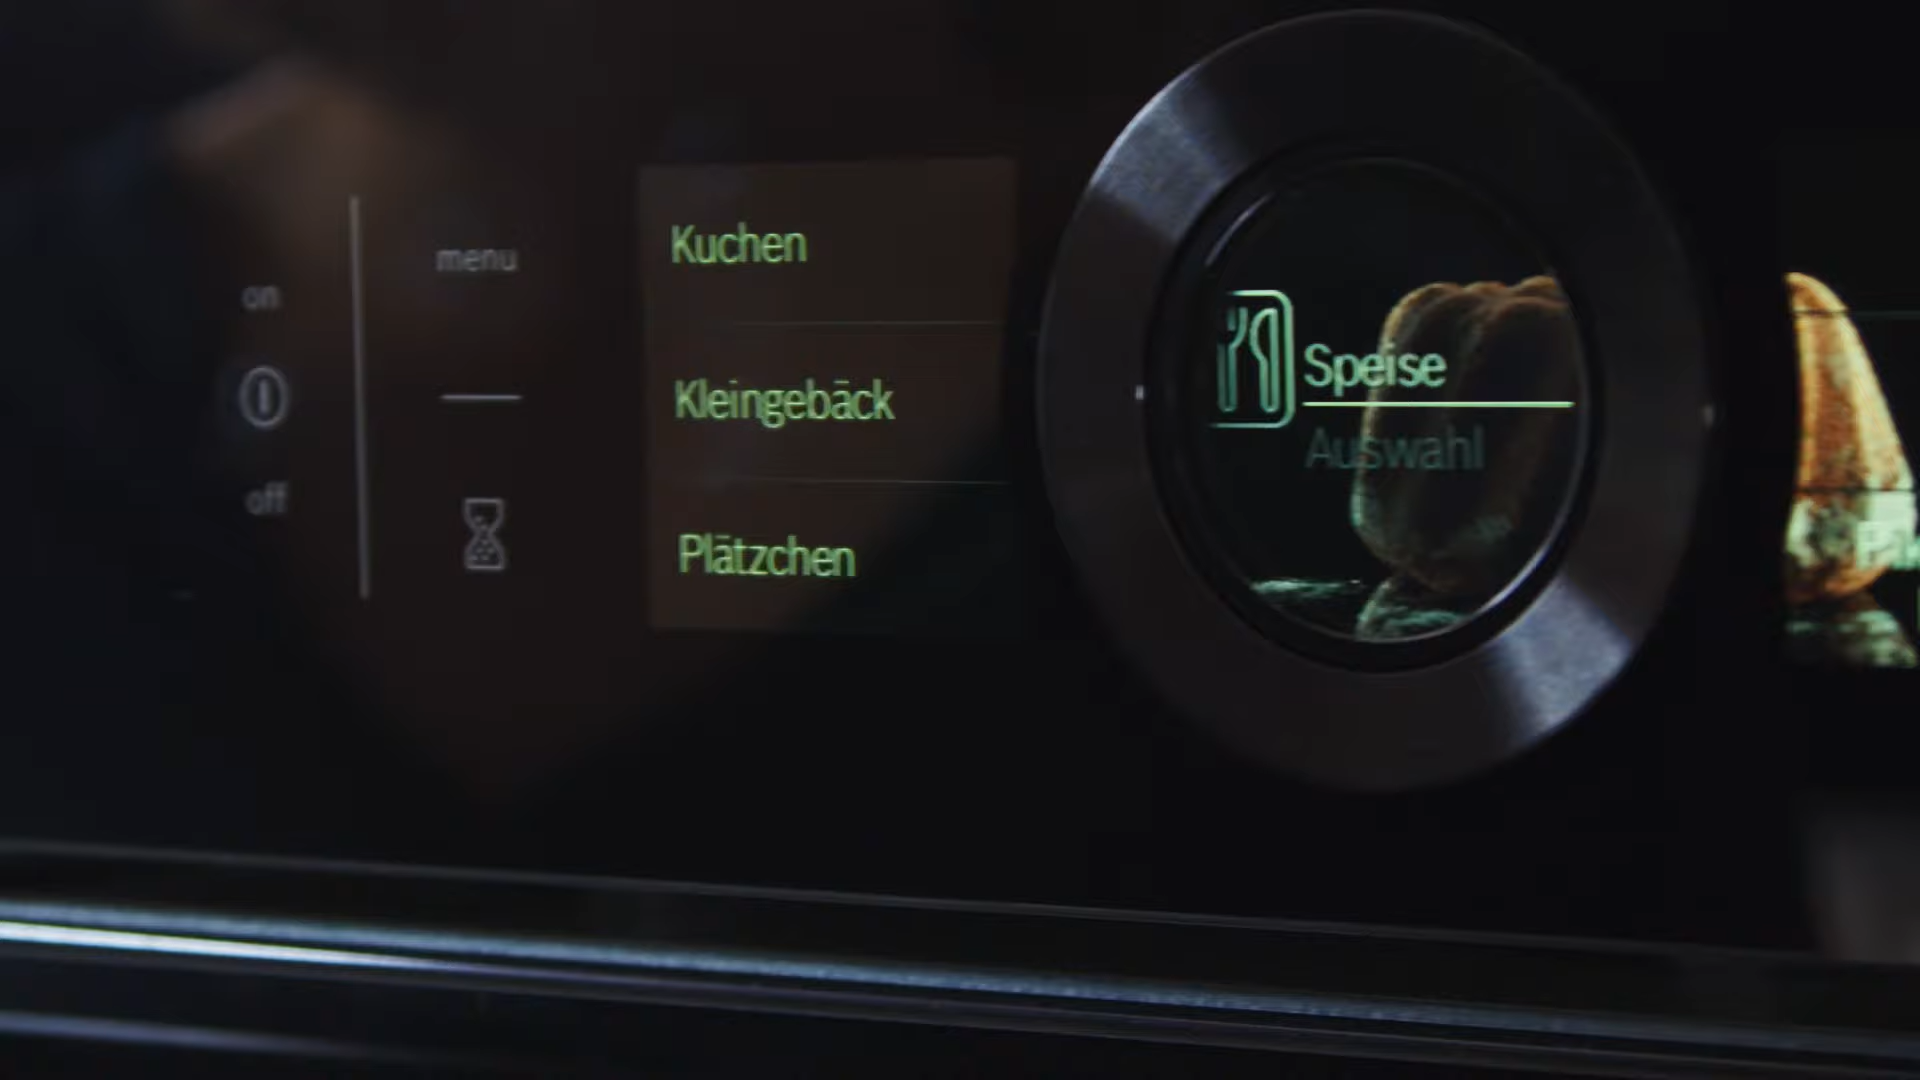 on
off
menu
Kuchen
Kleingebäck
Plätzchen
Speise
Auswahl